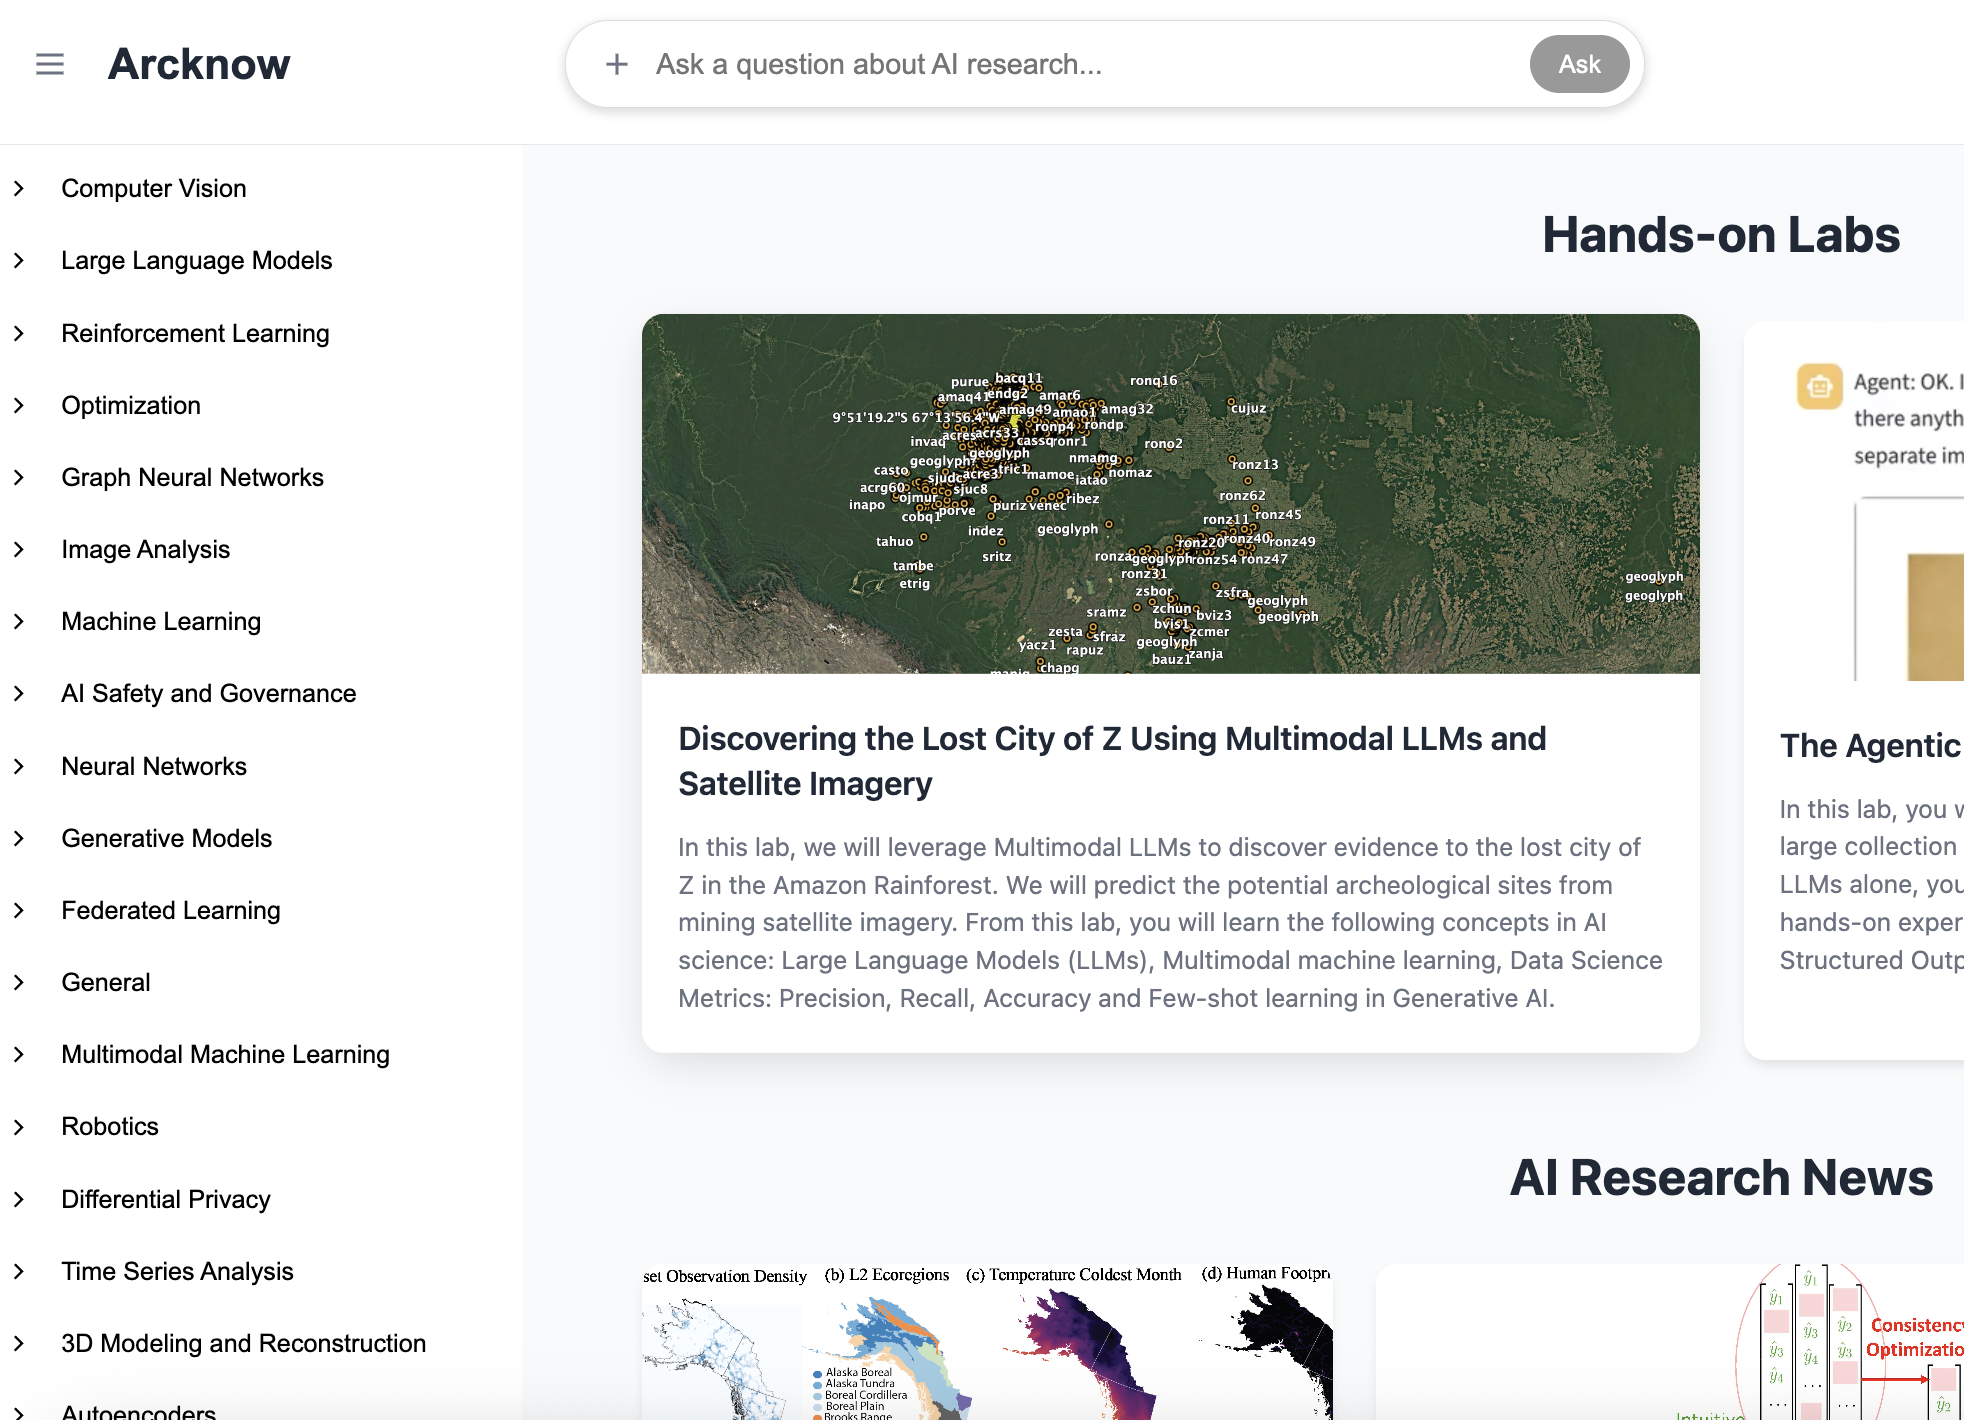 Arcknow
Ask a question about AI research...
Ask
Computer Vision
Large Language Models
Reinforcement Learning
Optimization
Graph Neural Networks
Image Analysis
Machine Learning
AI Safety and Governance
Neural Networks
Generative Models
Federated Learning
General
Multimodal Machine Learning
Robotics
Differential Privacy
Time Series Analysis
3D Modeling and Reconstruction
Autoencoders
Hands-on Labs
purue bacq11
ronq16
amaq41 endg2 amar6
amag49 amao1 amag32
cujuz
9°51'19.2"S 67°13'56.4"W
ronp4 rondp
acres acrs33
invaq cassq ronr1 rono2
geoglyph
geoglyph nmamg ronz13
casto tric1 nomaz
sjudc acre3 mamoe iatao
acrg60 sjuc8 ronz62
ojmur ribez
inapo puriz venec
porve
cobq1 ronz11 ronz45
indez geoglyph
tahuo ronz20 ronz40 ronz49
sritz ronza geoglyph ronz54 ronz47
tambe ronz31
etrig geoglyph
zsbor zsfra geoglyph
geoglyph
sramz zchun bviz3 geoglyph
bvis1
zesta sfraz zcmer
yacz1 rapuz geoglyph
bauz1 zanja
chapg
Discovering the Lost City of Z Using Multimodal LLMs and
Satellite Imagery
In this lab, we will leverage Multimodal LLMs to discover evidence to the lost city of
Z in the Amazon Rainforest. We will predict the potential archeological sites from
mining satellite imagery. From this lab, you will learn the following concepts in AI
science: Large Language Models (LLMs), Multimodal machine learning, Data Science
Metrics: Precision, Recall, Accuracy and Few-shot learning in Generative AI.
Agent: OK. I
there anyth
separate im
The Agentic
In this lab, you w
large collection
LLMs alone, you
hands-on exper
Structured Outp
AI Research News
set Observation Density (b) L2 Ecoregions (c) Temperature Coldest Month (d) Human Footpr
Alaska Boreal
Alaska Tundra
Boreal Cordillera
Boreal Plain
Brooks Range
ŷ1 ŷ1
ŷ3 ŷ2
ŷ3 ŷ4 ŷ3
ŷ4 ...
... ...
Consistency
Optimizatio
ŷ2
Intuitive